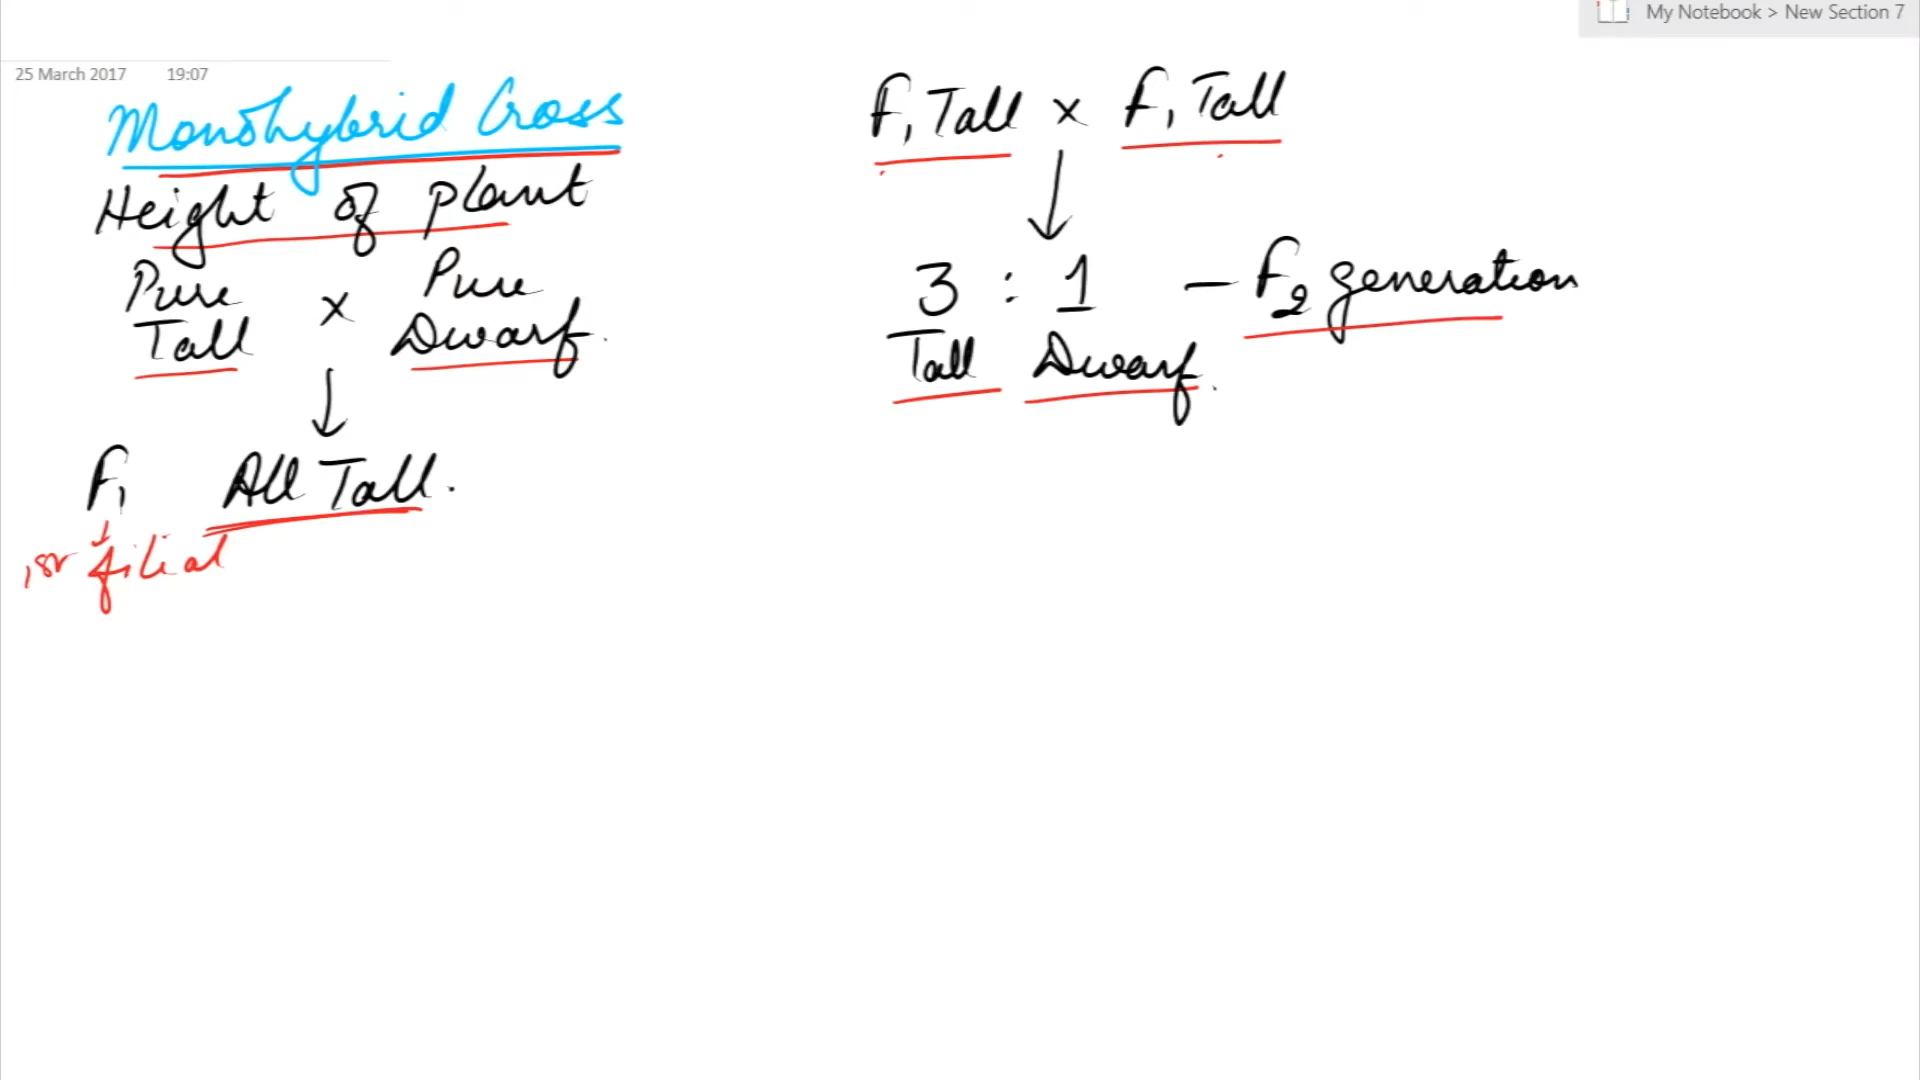 My Notebook > New Section 7
25 March 2017 19:07
Monohybrid Cross
Height of plant
Pure Pure
Tall x Dwarf.
↓
F1 All Tall.
↓
1st filial
F1 Tall x F1 Tall
↓
3 : 1 – F2 generation
Tall Dwarf.